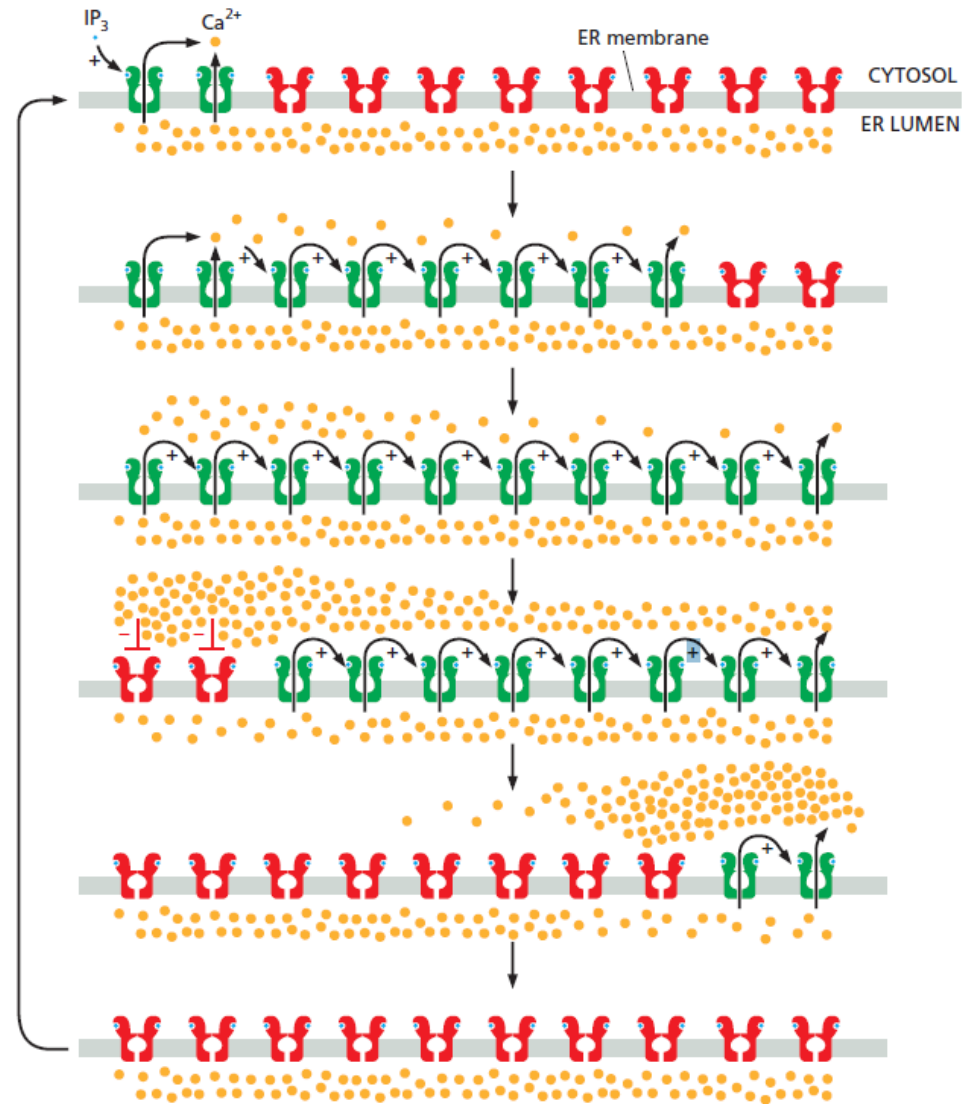 IP3
Ca2+
ER membrane
+
CYTOSOL
ER LUMEN
+ + + + + +
+ + + + + + + + +
− −
+ + + + + + +
+